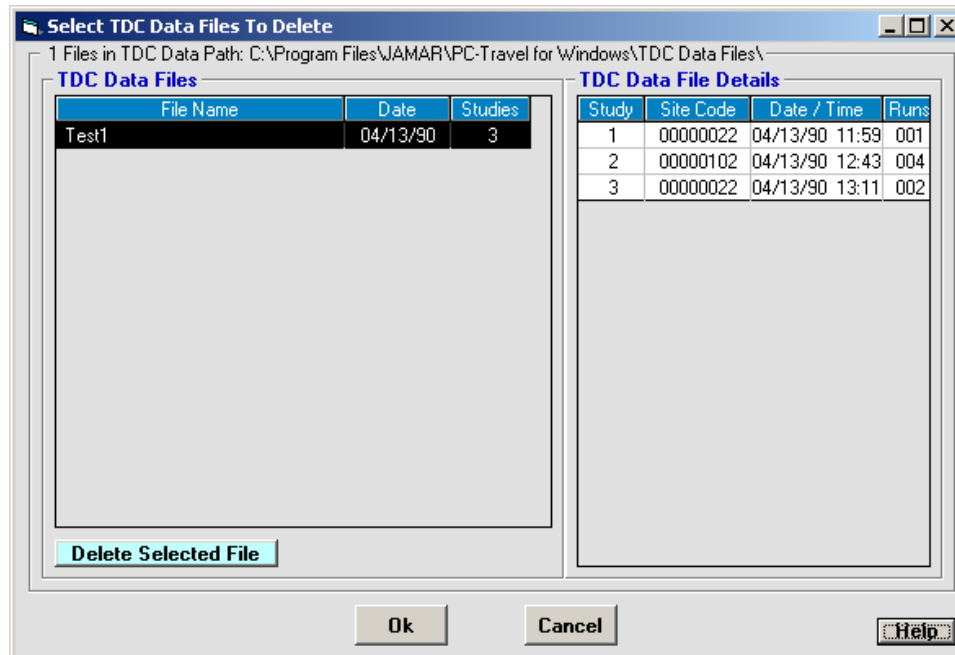 Select TDC Data Files To Delete
1 Files in TDC Data Path: C:\Program Files\JAMAR\PC-Travel for Windows\TDC Data Files\
TDC Data Files
File Name Date Studies
Test1 04/13/90 3
Delete Selected File
TDC Data File Details
Study Site Code Date / Time Runs
1 00000022 04/13/90 11:59 001
2 00000102 04/13/90 12:43 004
3 00000022 04/13/90 13:11 002
Ok Cancel Help